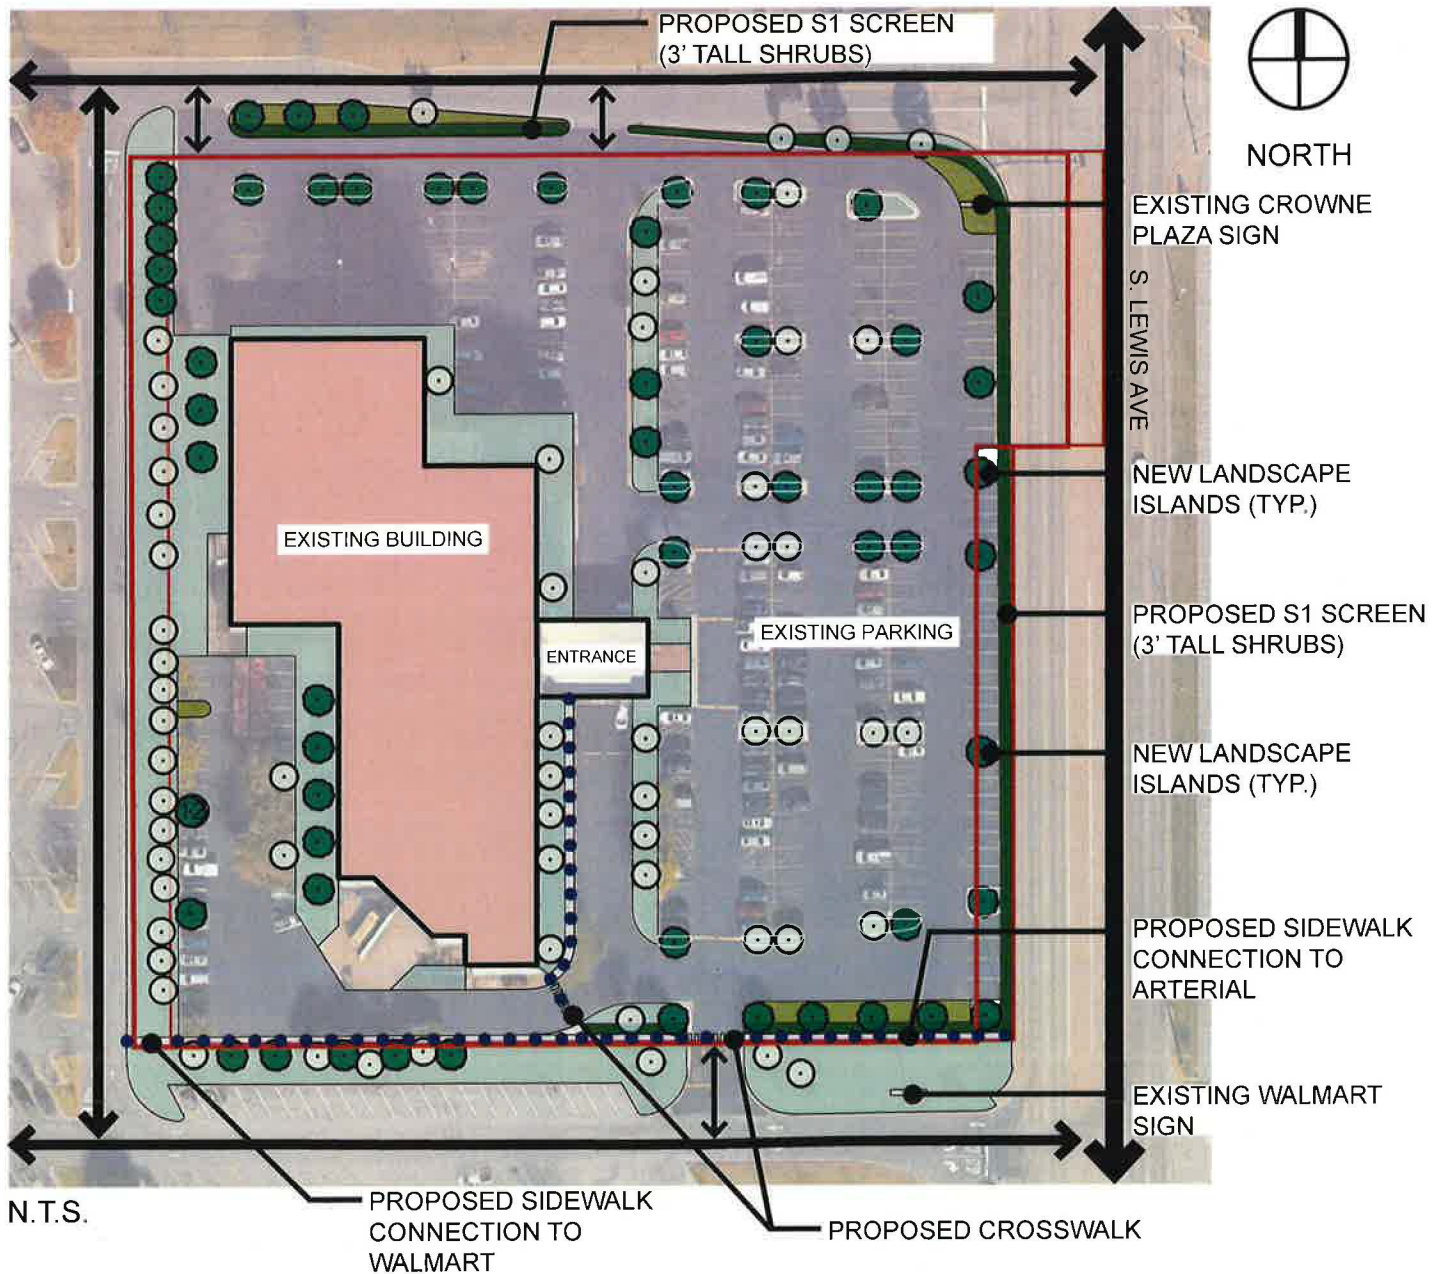 PROPOSED S1 SCREEN
(3' TALL SHRUBS)
NORTH
EXISTING CROWNE
PLAZA SIGN
S. LEWIS AVE
NEW LANDSCAPE
ISLANDS (TYP.)
EXISTING BUILDING
PROPOSED S1 SCREEN
(3' TALL SHRUBS)
EXISTING PARKING
ENTRANCE
NEW LANDSCAPE
ISLANDS (TYP.)
PROPOSED SIDEWALK
CONNECTION TO
ARTERIAL
EXISTING WALMART
SIGN
N.T.S.
PROPOSED SIDEWALK
CONNECTION TO
WALMART
PROPOSED CROSSWALK